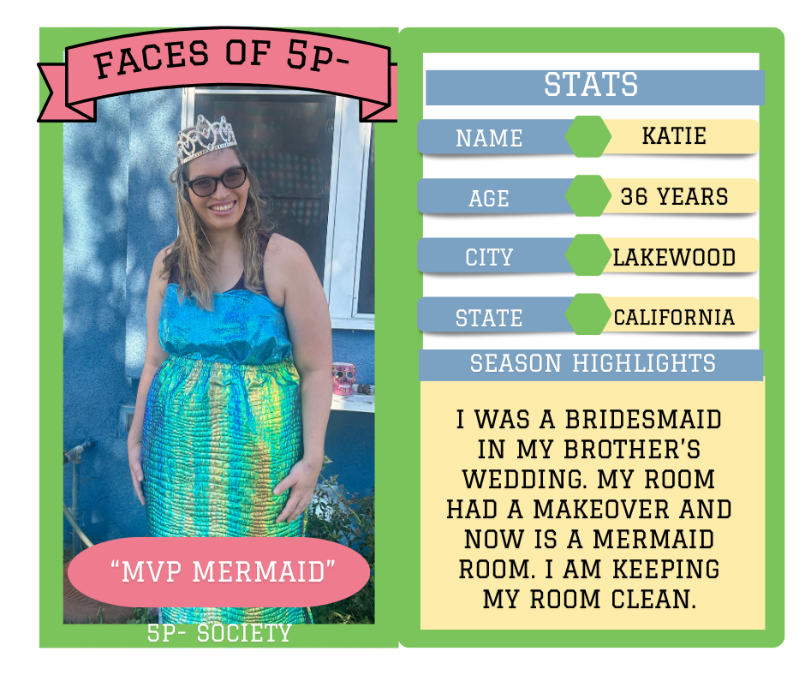 FACES OF 5P-
"MVP MERMAID"
5P- SOCIETY
STATS
NAME KATIE
AGE 36 YEARS
CITY LAKEWOOD
STATE CALIFORNIA
SEASON HIGHLIGHTS
I WAS A BRIDESMAID
IN MY BROTHER'S
WEDDING. MY ROOM
HAD A MAKEOVER AND
NOW IS A MERMAID
ROOM. I AM KEEPING
MY ROOM CLEAN.